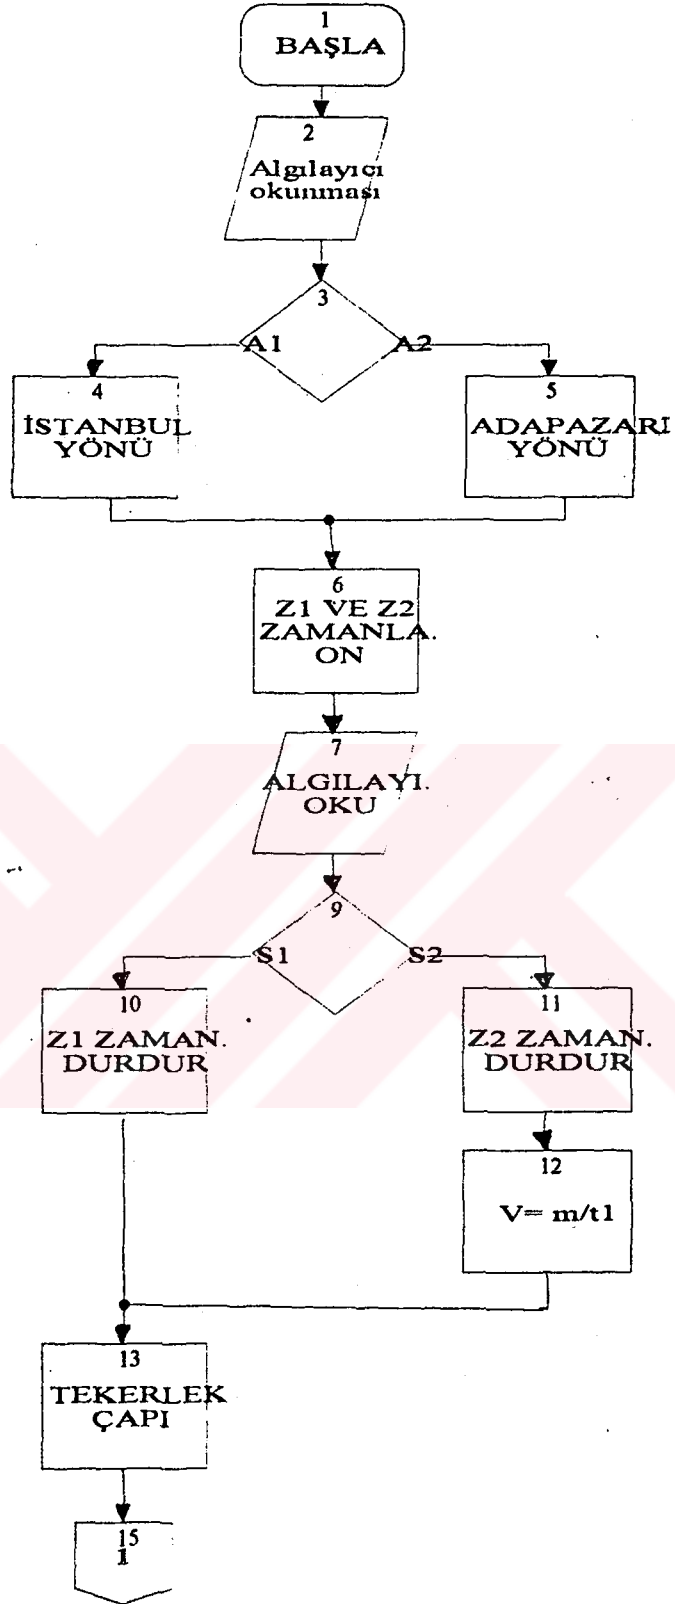 1
BAŞLA
2
Algılayıcı
okunması
3
A1
A2
4
İSTANBUL
YÖNÜ
5
ADAPAZARI
YÖNÜ
6
Z1 VE Z2
ZAMANLA.
ON
7
ALGILAYI.
OKU
9
S1
S2
10
Z1 ZAMAN.
DURDUR
11
Z2 ZAMAN.
DURDUR
12
V= m/t1
13
TEKERLEK
ÇAPI
15
1